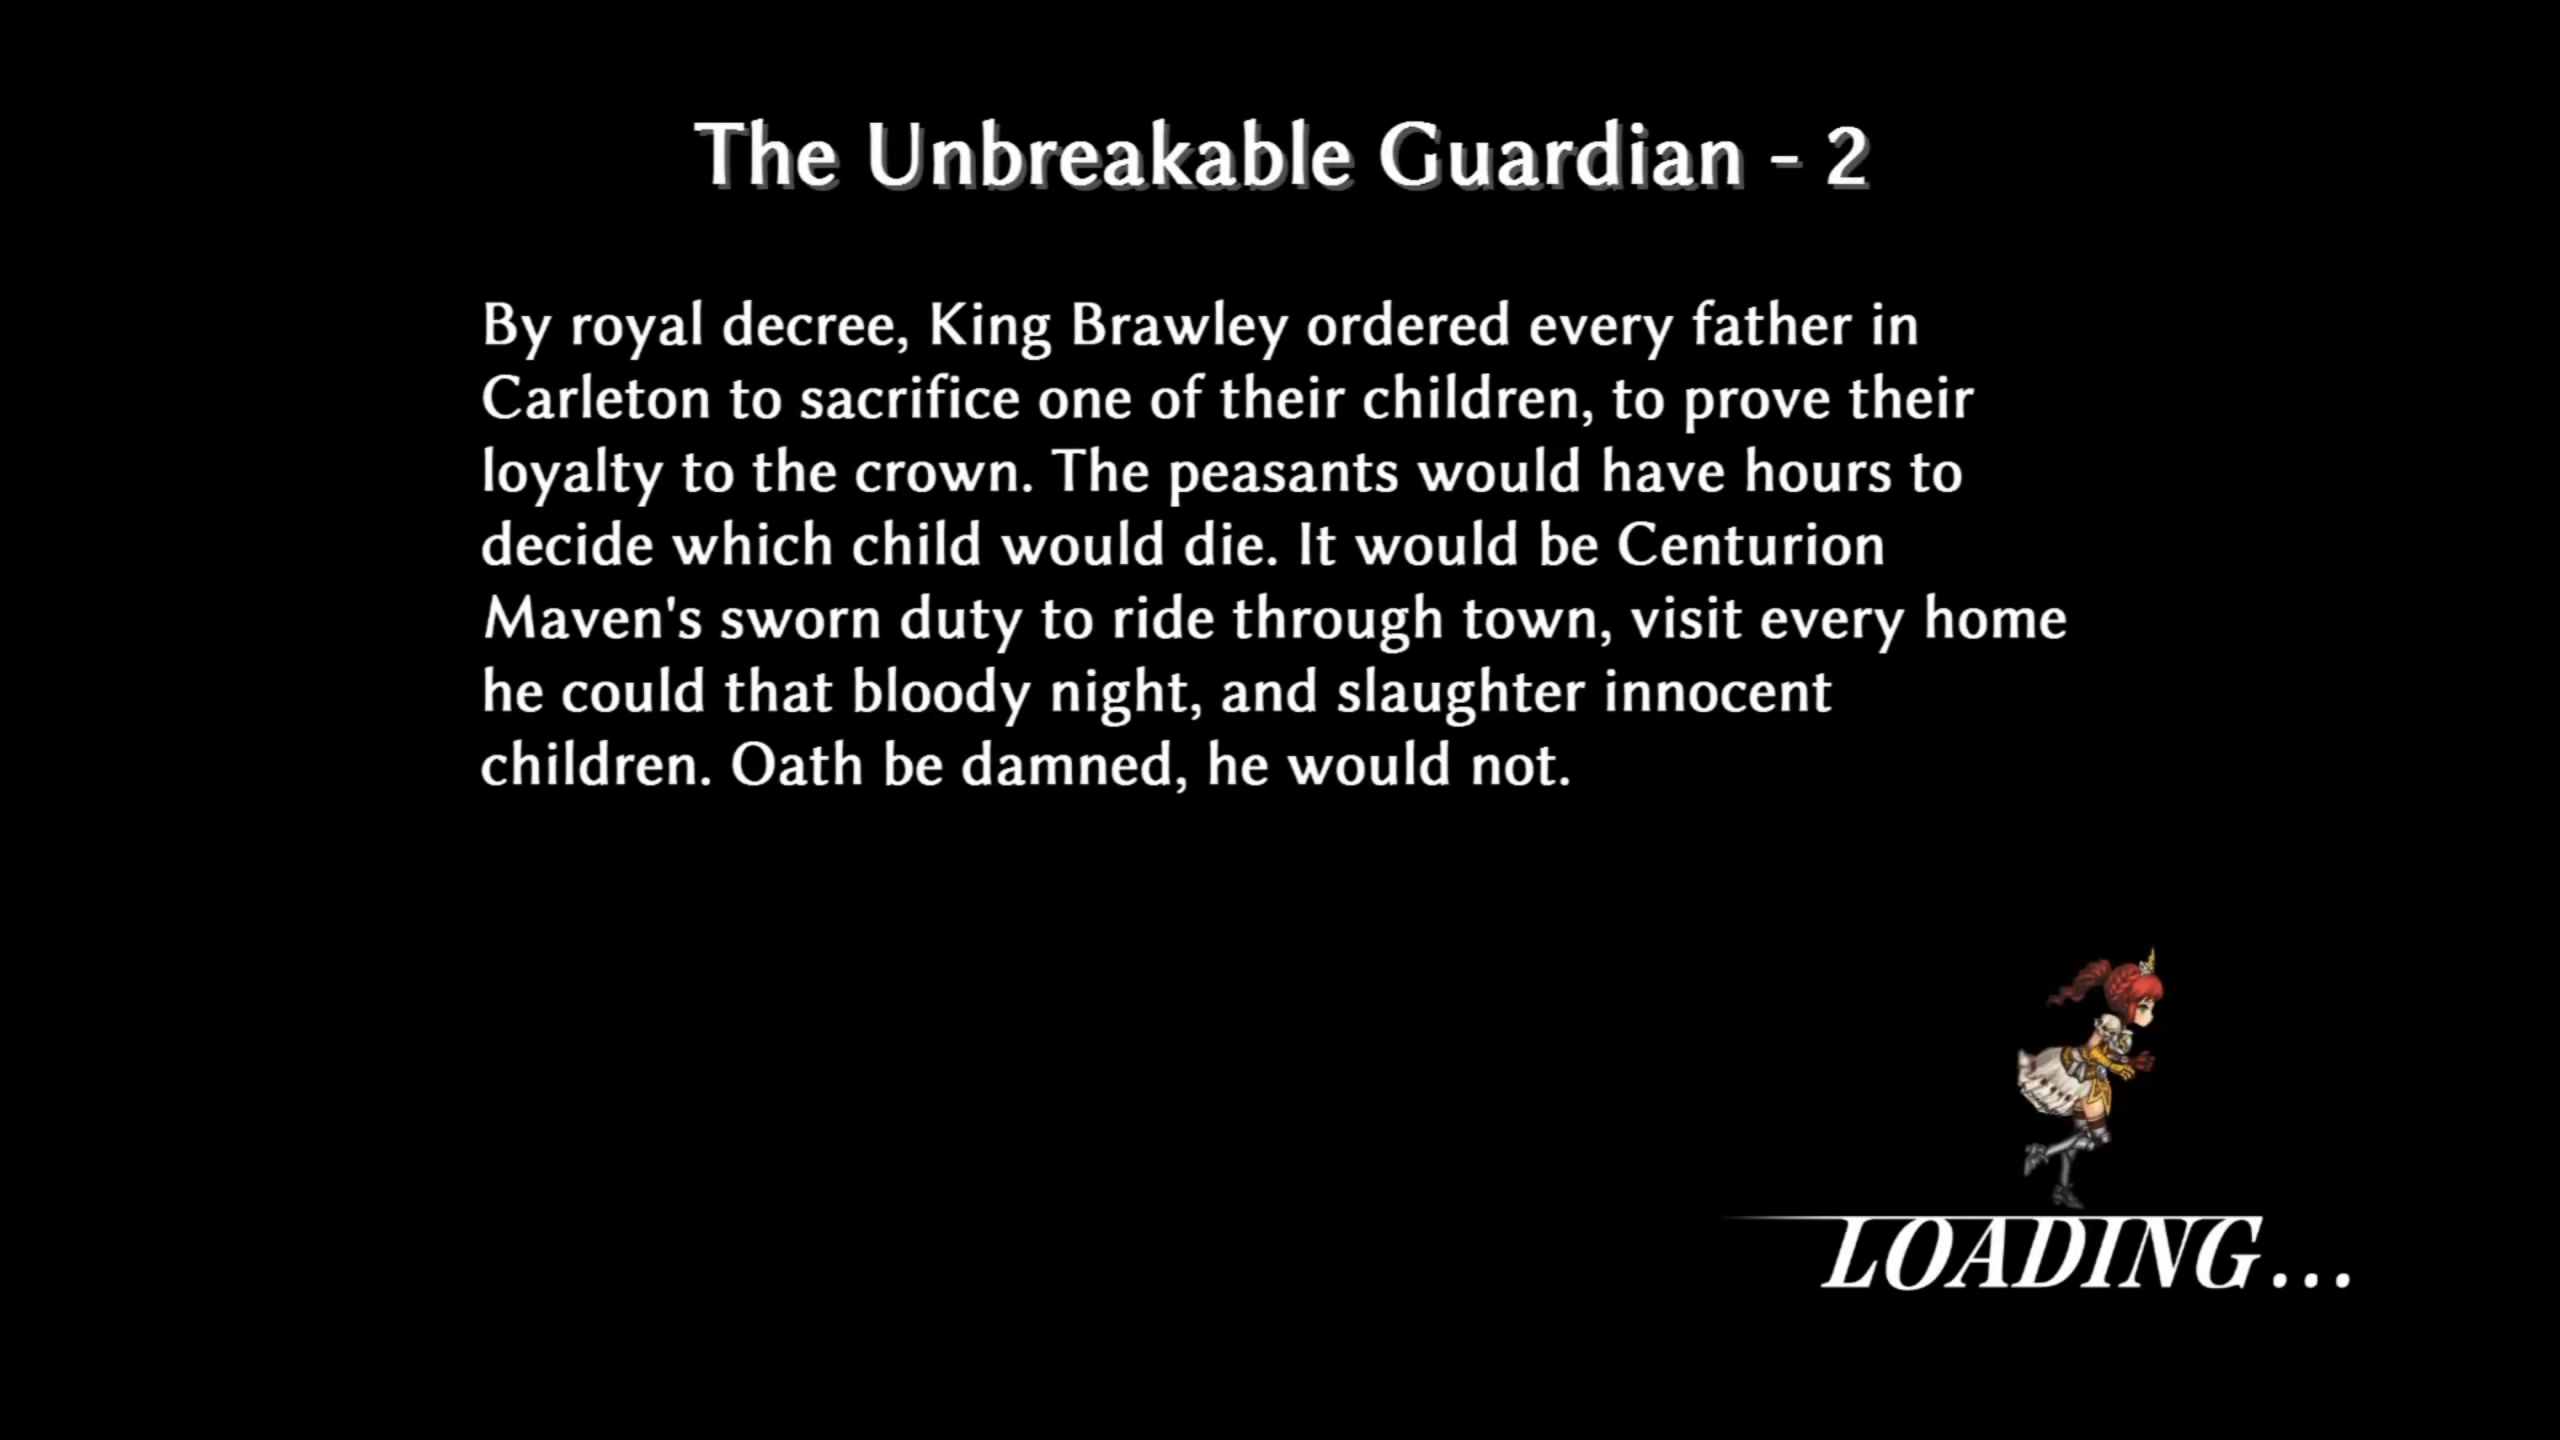 The Unbreakable Guardian - 2
By royal decree, King Brawley ordered every father in
Carleton to sacrifice one of their children, to prove their
loyalty to the crown. The peasants would have hours to
decide which child would die. It would be Centurion
Maven's sworn duty to ride through town, visit every home
he could that bloody night, and slaughter innocent
children. Oath be damned, he would not.
LOADING...